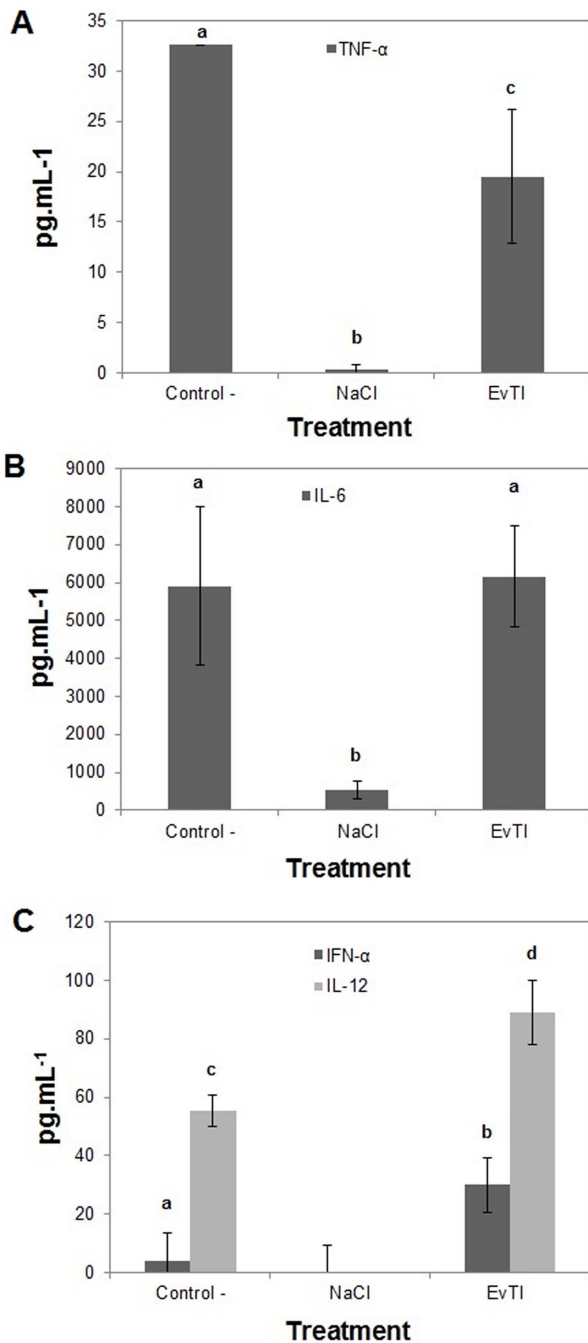 A
35
30
25
20
15
10
5
0
pg.mL-1
TNF-α
a
b
c
Control -
NaCl
EvTI
Treatment
B
9000
8000
7000
6000
5000
4000
3000
2000
1000
0
pg.mL-1
IL-6
a
b
a
Control -
NaCl
EvTI
Treatment
C
120
100
80
60
40
20
0
pg.mL-1
IFN-α
IL-12
a
c
b
d
Control -
NaCl
EvTI
Treatment